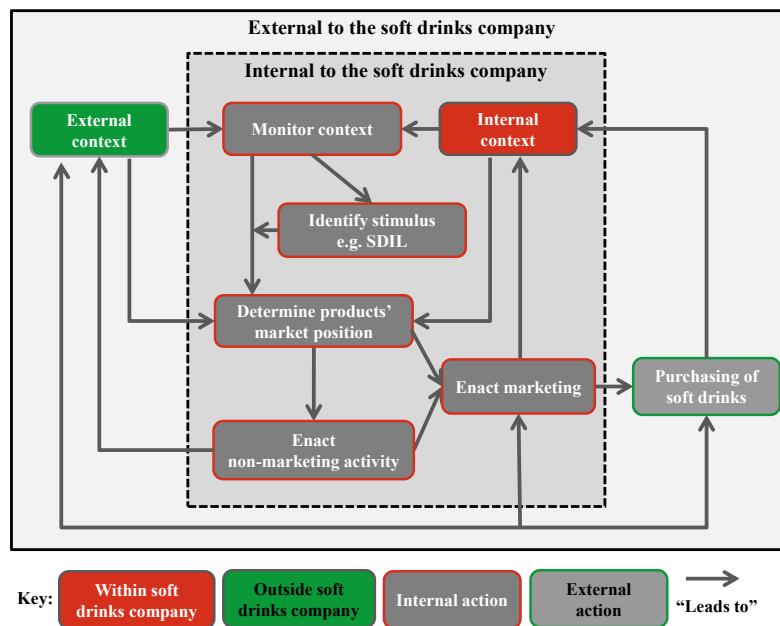 External to the soft drinks company
Internal to the soft drinks company
External
context
Monitor context
Internal
context
Identify stimulus
e.g. SDIL
Determine products’
market position
Enact marketing
Purchasing of
soft drinks
Enact
non-marketing activity
Key:
Within soft
drinks company
Outside soft
drinks company
Internal action
External
action
“Leads to”